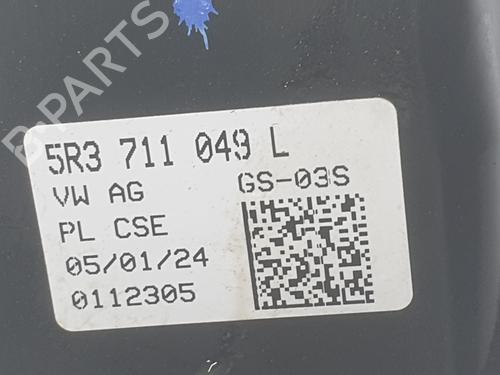 B-PARTS
5R3 711 049 L
VW AG GS-03S
PL CSE
05/01/24
0112305